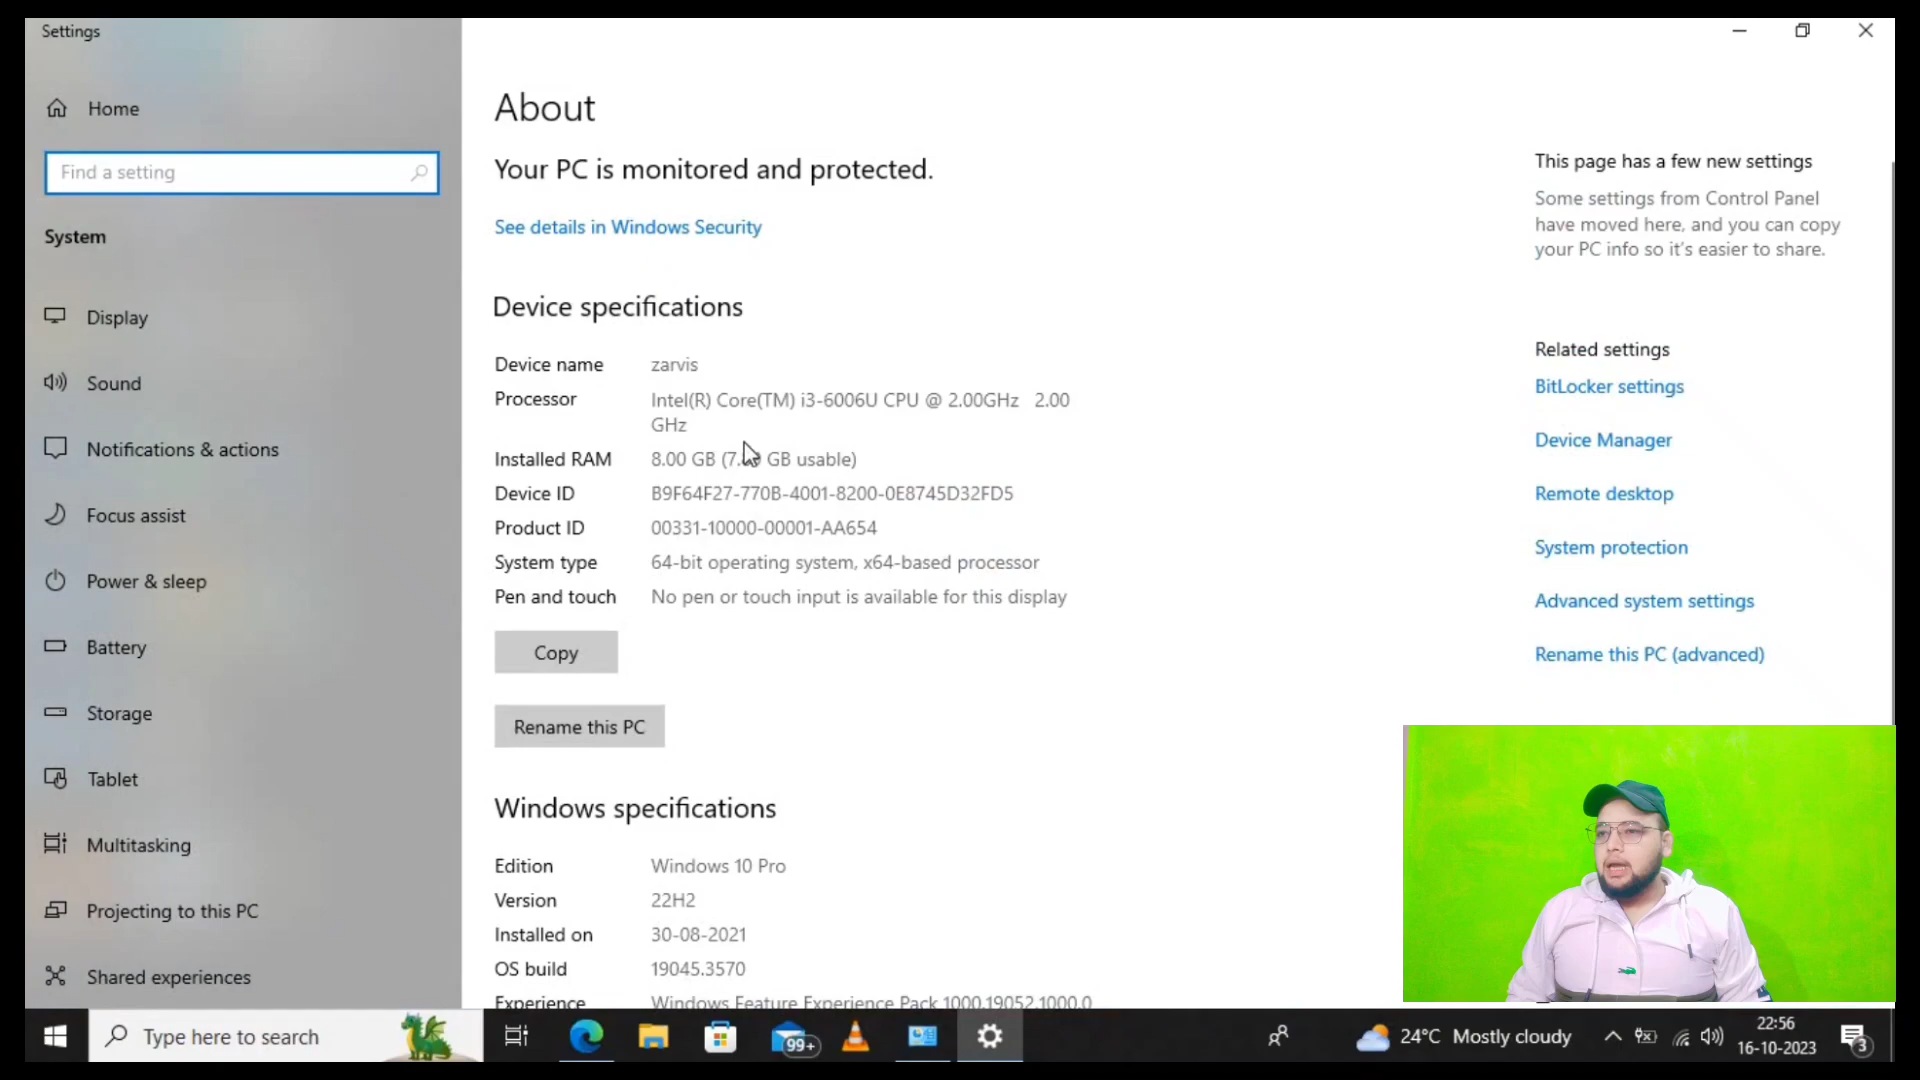 Settings
Home
Find a setting
System
Display
Sound
Notifications & actions
Focus assist
Power & sleep
Battery
Storage
Tablet
Multitasking
Projecting to this PC
Shared experiences
About
Your PC is monitored and protected.
See details in Windows Security
Device specifications
Device name zarvis
Processor Intel(R) Core(TM) i3-6006U CPU @ 2.00GHz 2.00
GHz
Installed RAM 8.00 GB GB usable)
Device ID B9F64F27-770B-4001-8200-0E8745D32FD5
Product ID 00331-10000-00001-AA654
System type 64-bit operating system, x64-based processor
Pen and touch No pen or touch input is available for this display
Copy
Rename this PC
Windows specifications
Edition Windows 10 Pro
Version 22H2
Installed on 30-08-2021
OS build 19045.3570
Experience Windows Feature Experience Pack 1000.19052.1000.0
This page has a few new settings
Some settings from Control Panel
have moved here, and you can copy
your PC info so it's easier to share.
Related settings
BitLocker settings
Device Manager
Remote desktop
System protection
Advanced system settings
Rename this PC (advanced)
Type here to search
99+
24°C Mostly cloudy
22:56
16-10-2023
3